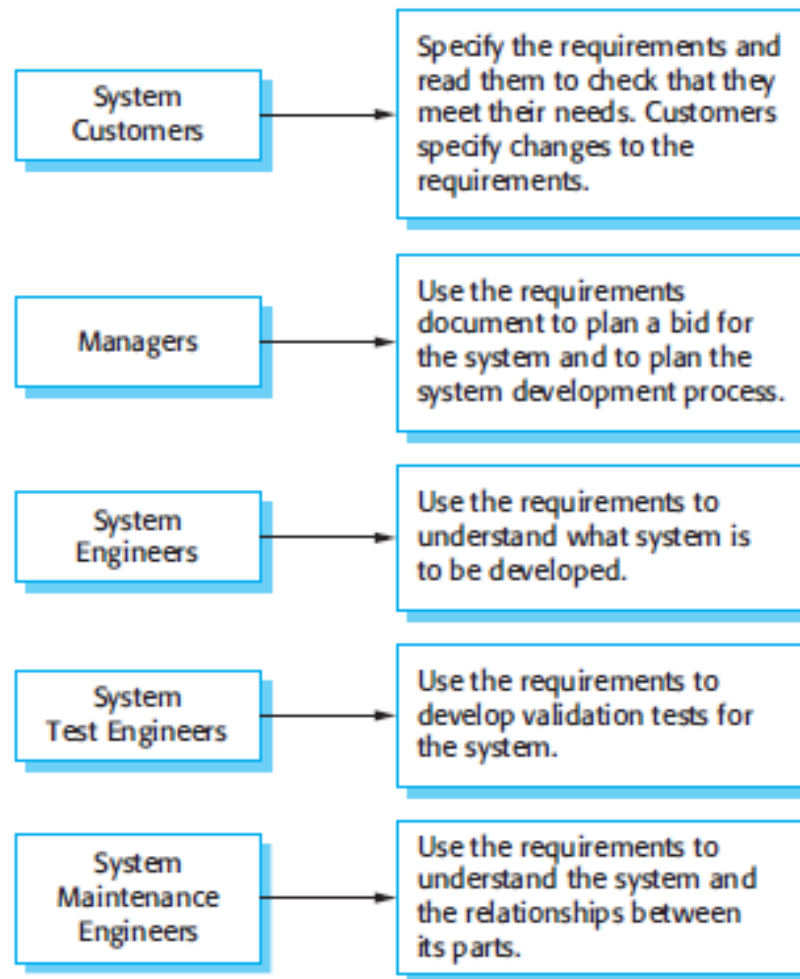 System
Customers
Specify the requirements and
read them to check that they
meet their needs. Customers
specify changes to the
requirements.
Managers
Use the requirements
document to plan a bid for
the system and to plan the
system development process.
System
Engineers
Use the requirements to
understand what system is
to be developed.
System
Test Engineers
Use the requirements to
develop validation tests for
the system.
System
Maintenance
Engineers
Use the requirements to
understand the system and
the relationships between
its parts.